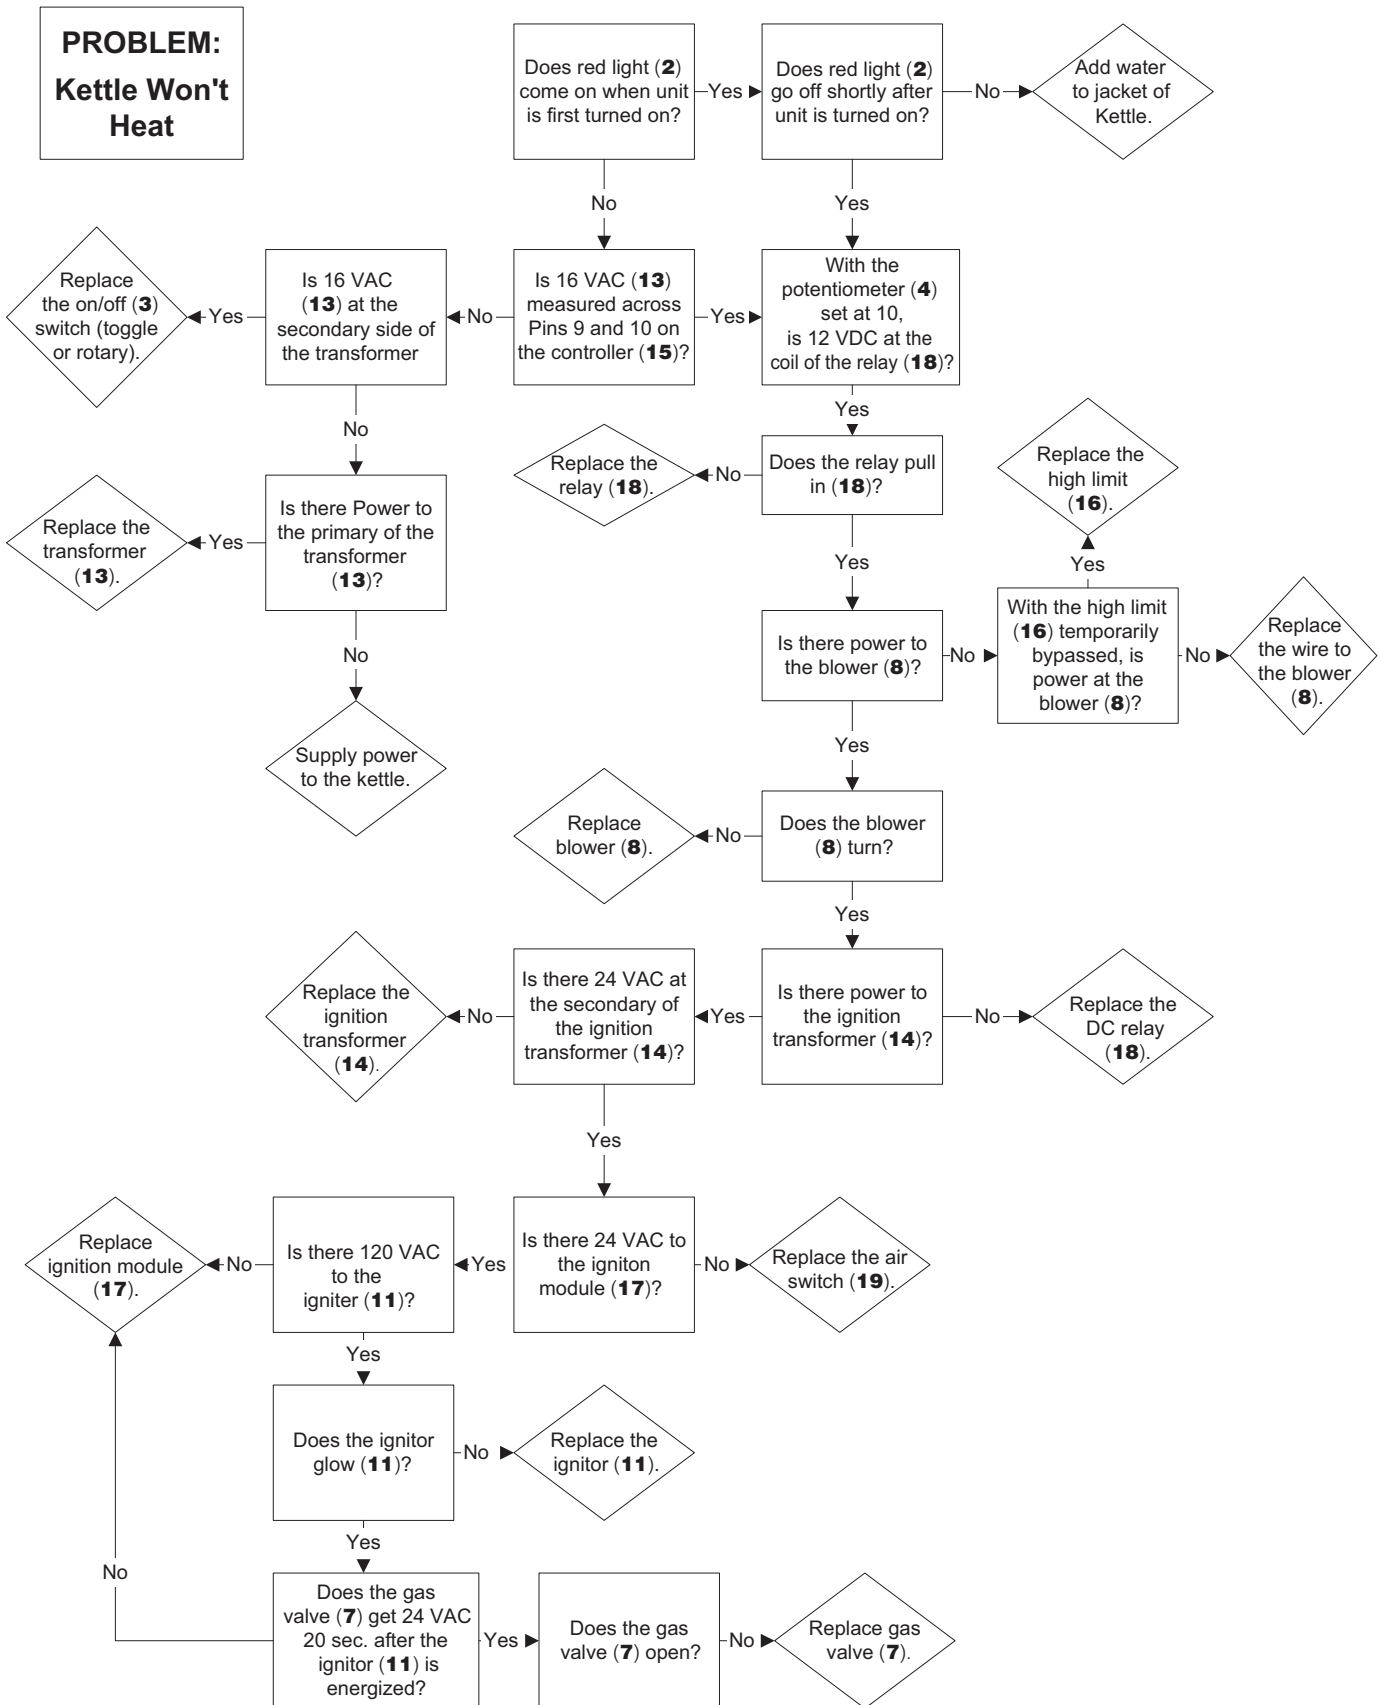 PROBLEM:
Kettle Won't
Heat
Does red light (2)
come on when unit
is first turned on?
Yes
Does red light (2)
go off shortly after
unit is turned on?
No
Add water
to jacket of
Kettle.
No
Yes
Replace
the on/off (3)
switch (toggle
or rotary).
Yes
Is 16 VAC
(13) at the
secondary side of
the transformer
No
Is 16 VAC (13)
measured across
Pins 9 and 10 on
the controller (15)?
Yes
With the
potentiometer (4)
set at 10,
is 12 VDC at the
coil of the relay (18)?
No
Yes
Replace the
transformer
(13).
Yes
Is there Power to
the primary of the
transformer
(13)?
Replace the
relay (18).
No
Does the relay pull
in (18)?
Replace the
high limit
(16).
Yes
Yes
No
Supply power
to the kettle.
Is there power to
the blower (8)?
No
With the high limit
(16) temporarily
bypassed, is
power at the
blower (8)?
No
Replace
the wire to
the blower
(8).
Yes
Replace
blower (8).
No
Does the blower
(8) turn?
Yes
Replace the
ignition
transformer
(14).
No
Is there 24 VAC at
the secondary of
the ignition
transformer (14)?
Yes
Is there power to
the ignition
transformer (14)?
No
Replace the
DC relay
(18).
Yes
Replace
ignition module
(17).
No
Is there 120 VAC
to the
igniter (11)?
Yes
Is there 24 VAC to
the igniton
module (17)?
No
Replace the air
switch (19).
Yes
Does the ignitor
glow (11)?
No
Replace the
ignitor (11).
Yes
No
Does the gas
valve (7) get 24 VAC
20 sec. after the
ignitor (11) is
energized?
Yes
Does the gas
valve (7) open?
No
Replace gas
valve (7).